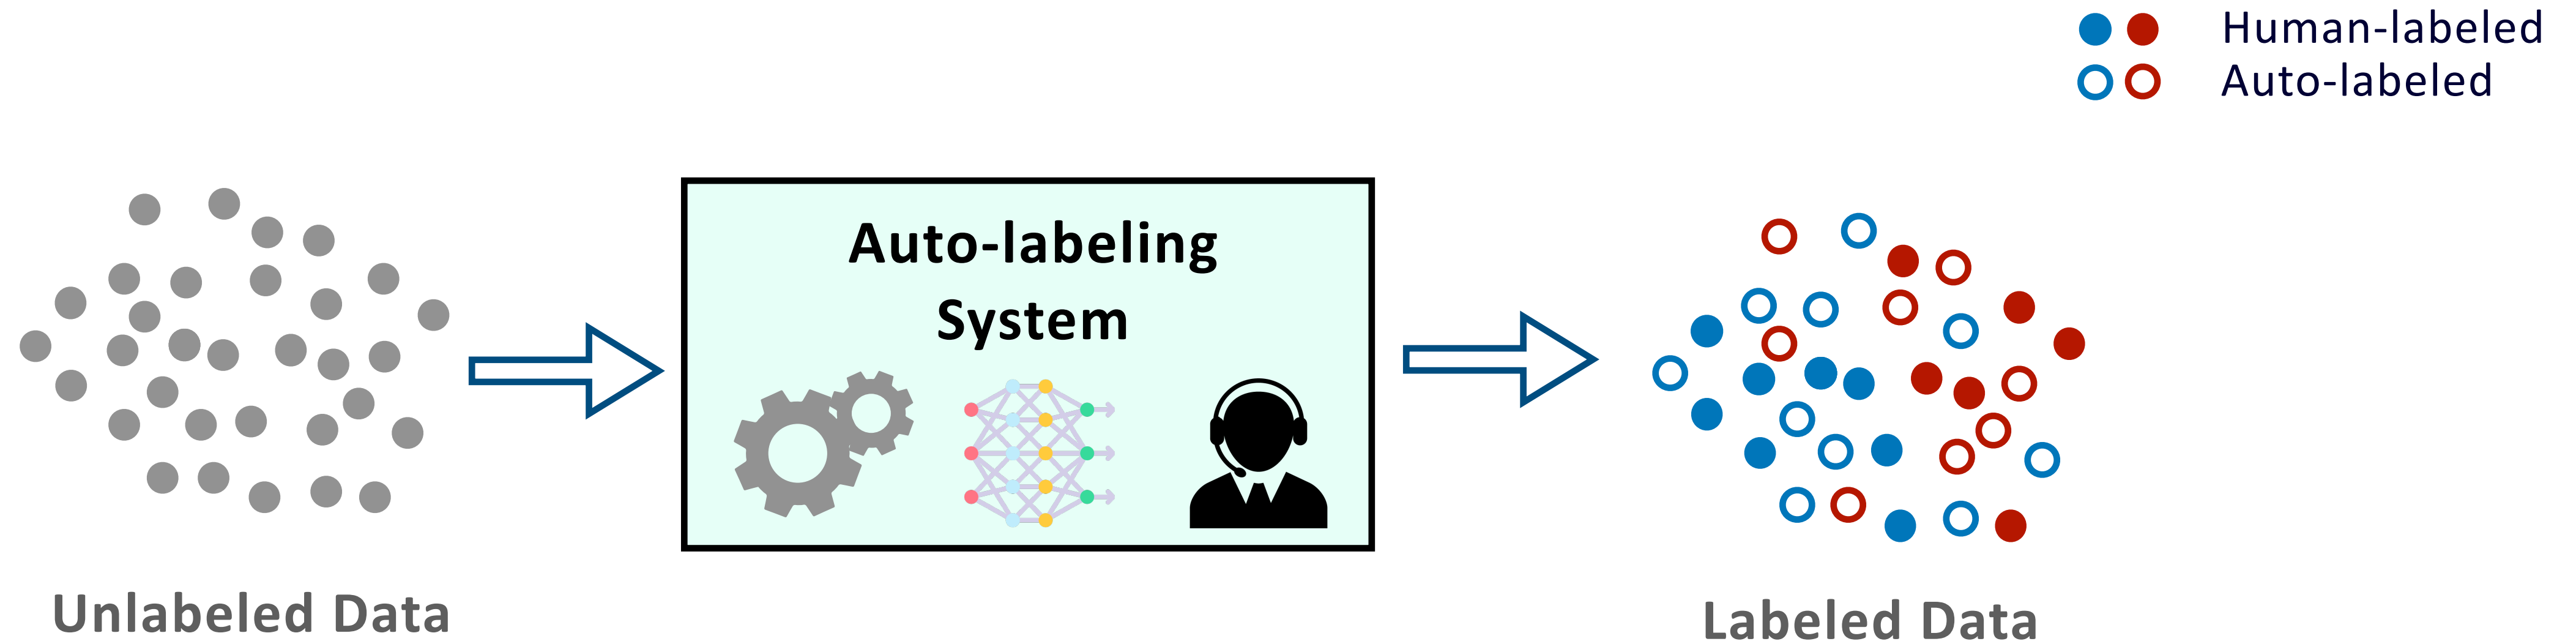 Human-labeled
Auto-labeled
Auto-labeling
System
Unlabeled Data
Labeled Data